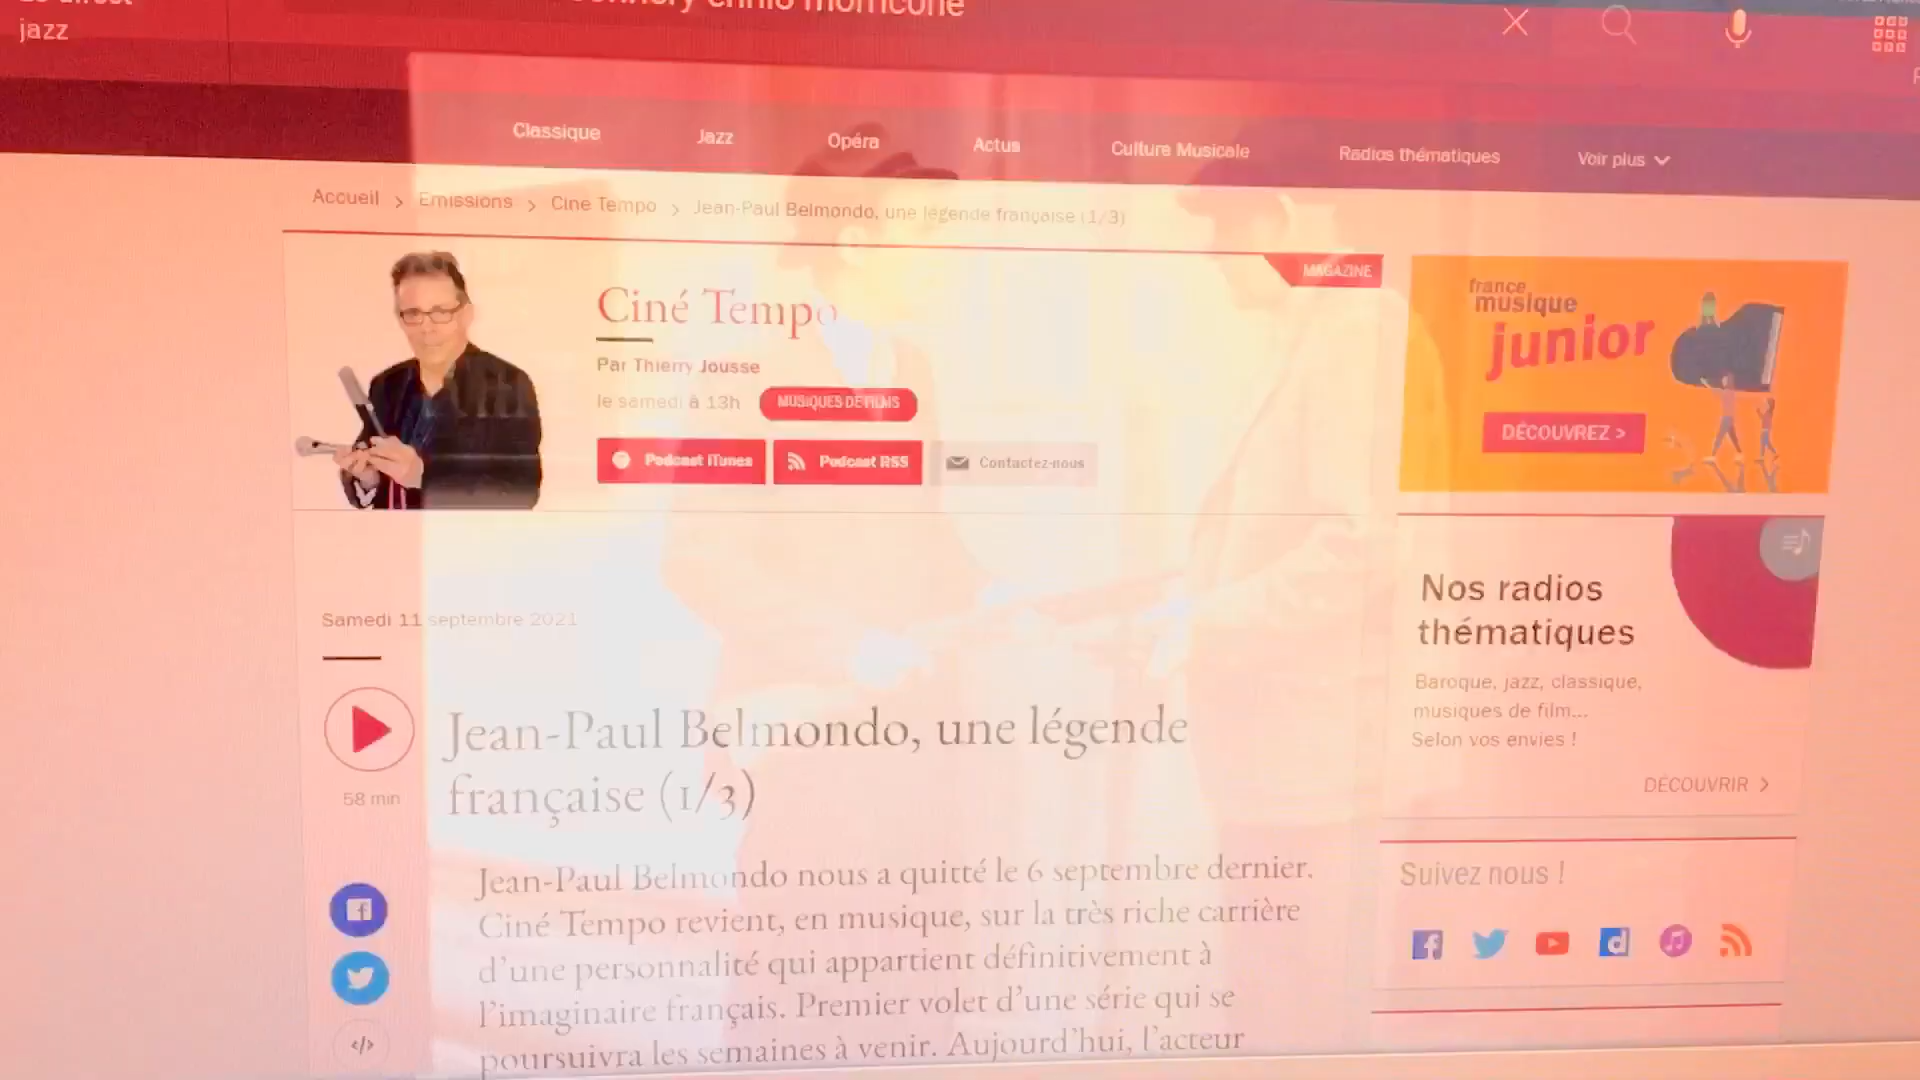 jazz
ennio morricone
Classique
Jazz
Opéra
Actus
Culture Musicale
Radios thématiques
Voir plus
Accueil > Emissions > Cine Tempo > Jean-Paul Belmondo, une légende française (1/3)
MAGAZINE
Ciné Tempo
Par Thierry Jousse
le samedi à 13h
MUSIQUES DE FILMS
Podcast iTunes
Podcast RSS
Contactez-nous
france
musique
junior
DÉCOUVREZ >
Samedi 11 septembre 2021
58 min
Jean-Paul Belmondo, une légende
française (1/3)
Jean-Paul Belmondo nous a quitté le 6 septembre dernier.
Ciné Tempo revient, en musique, sur la très riche carrière
d'une personnalité qui appartient définitivement à
l'imaginaire français. Premier volet d'une série qui se
poursuivra les semaines à venir. Aujourd'hui, l'acteur
Nos radios
thématiques
Baroque, jazz, classique,
musiques de film...
Selon vos envies !
DÉCOUVRIR >
Suivez nous !